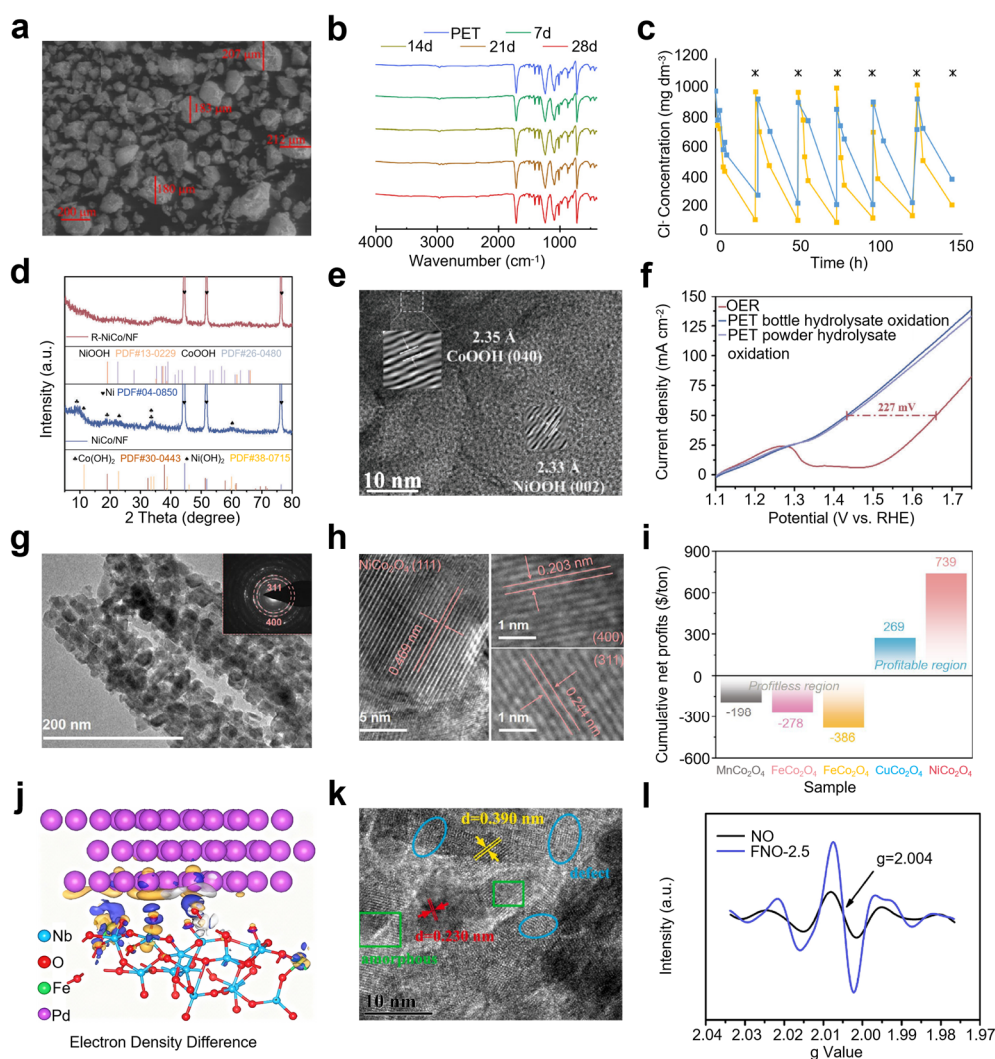 a
205 μm
185 μm
212 μm
180 μm
200 μm
b
PET 7d
14d 21d 28d
4000 3000 2000 1000
Wavenumber (cm-1)
c
Cl- Concentration (mg dm-3)
1200
1000
800
600
400
200
0
0 50 100 150
Time (h)
d
Intensity (a.u.)
R-NiCo/NF
NiOOH PDF#13-0229 CoOOH PDF#26-0480
♥Ni PDF#04-0850
NiCo/NF
♣Co(OH)2 PDF#30-0443 ♠Ni(OH)2 PDF#38-0715
10 20 30 40 50 60 70 80
2 Theta (degree)
e
2.35 Å
CoOOH (040)
2.33 Å
NiOOH (002)
10 nm
f
Current density (mA cm-2)
150
125
100
75
50
25
0
OER
PET bottle hydrolysate oxidation
PET powder hydrolysate
oxidation
227 mV
1.1 1.2 1.3 1.4 1.5 1.6 1.7
Potential (V vs. RHE)
g
311
400
200 nm
h
NiCo2O4 (111)
0.469 nm
5 nm
0.203 nm
1 nm
(400)
(311)
0.244 nm
1 nm
i
Cumulative net profits ($/ton)
900
600
300
0
-300
-600
739
269
Profitable region
Profitless region
-196
-278
-386
MnCo2O4 FeCo2O4 FeCo2O4 CuCo2O4 NiCo2O4
Sample
j
Nb
O
Fe
Pd
Electron Density Difference
k
d=0.390 nm
defect
d=0.230 nm
amorphous
10 nm
l
Intensity (a.u.)
NO
FNO-2.5
g=2.004
2.04 2.03 2.02 2.01 2.00 1.99 1.98 1.97
g Value